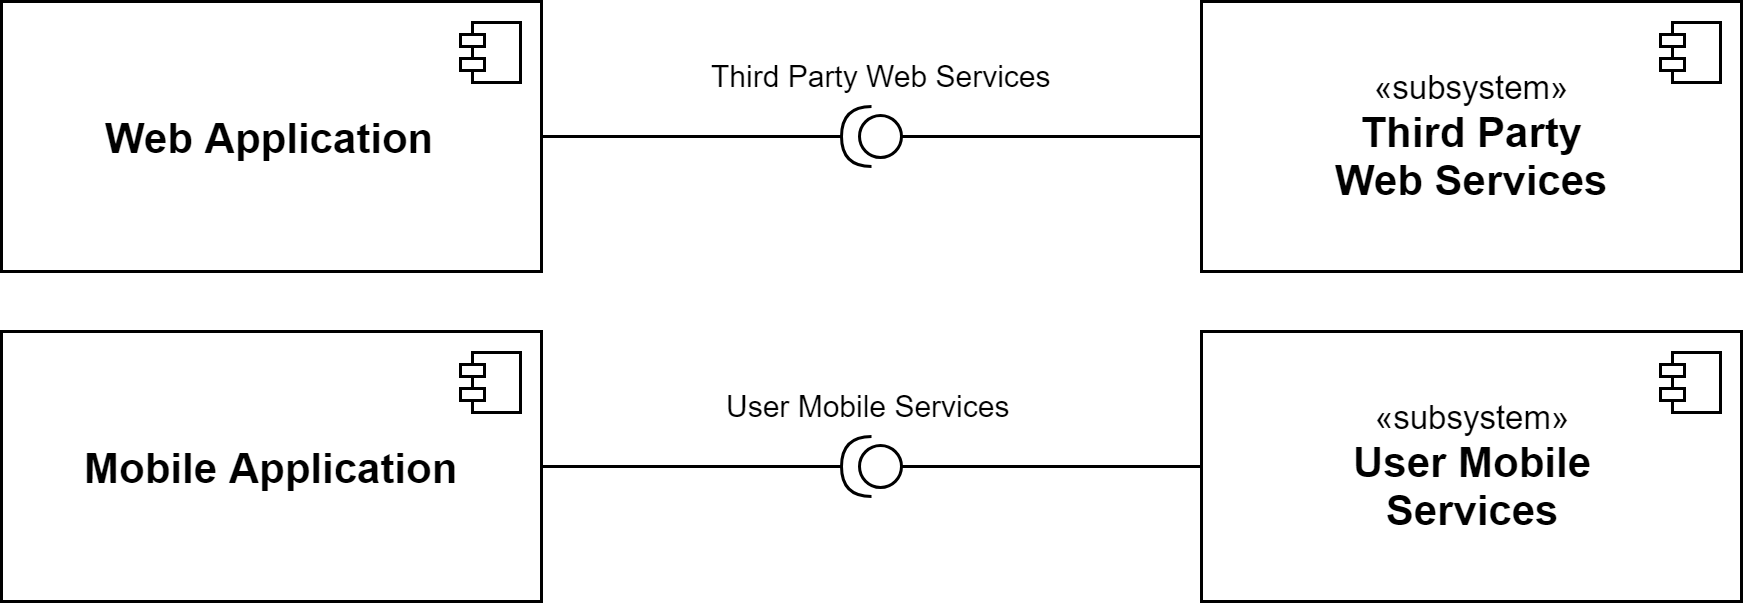 Web Application
Third Party Web Services
«subsystem»
Third Party
Web Services
Mobile Application
User Mobile Services
«subsystem»
User Mobile
Services